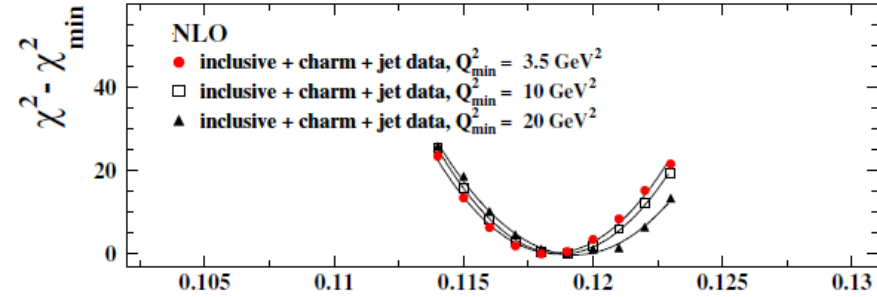 χ² - χ²min
NLO
inclusive + charm + jet data, Q²min = 3.5 GeV²
inclusive + charm + jet data, Q²min = 10 GeV²
inclusive + charm + jet data, Q²min = 20 GeV²
40
20
0
0.105 0.11 0.115 0.12 0.125 0.13